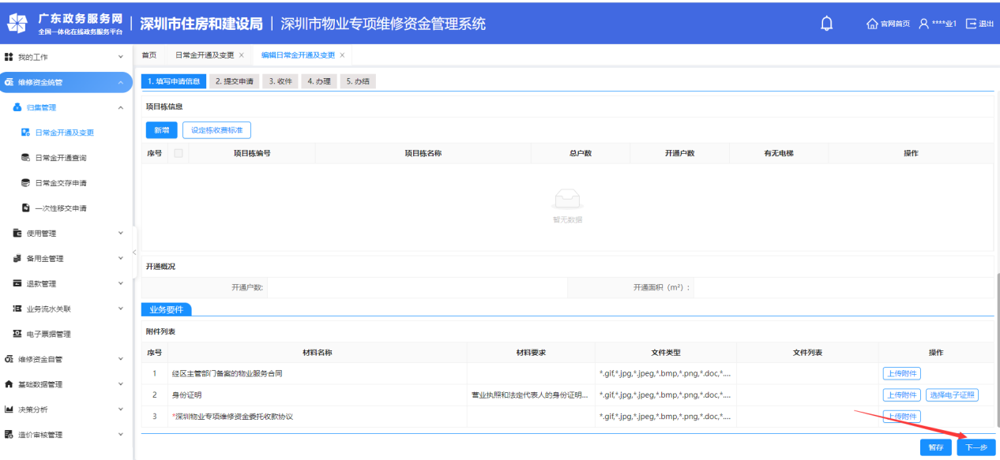 广东政务服务网
全国一体化在线政务服务平台
深圳市住房和建设局
深圳市物业专项维修资金管理系统
官网首页
****业1
退出
我的工作
维修资金统管
归集管理
日常金开通及变更
日常金开通查询
日常金交存申请
一次性移交申请
使用管理
备用金管理
退款管理
业务流水关联
电子票据管理
维修资金自管
基础数据管理
决策分析
造价审核管理
首页
日常金开通及变更 ×
编辑日常金开通及变更 ×
1. 填写申请信息
2. 提交申请
3. 收件
4. 办理
5. 办结
项目栋信息
新增
设定栋收费标准
序号 项目栋编号 项目栋名称 总户数 开通户数 有无电梯 操作
暂无数据
开通概况
开通户数:
开通面积（m²）:
业务要件
附件列表
序号 材料名称 材料要求 文件类型 文件列表 操作
1 经区主管部门备案的物业服务合同 *.gif,*.jpg,*.jpeg,*.bmp,*.png,*.doc,*.... 上传附件
2 身份证明 营业执照和法定代表人的身份证明... *.gif,*.jpg,*.jpeg,*.bmp,*.png,*.doc,*.... 上传附件 选择电子证照
3 *深圳物业专项维修资金委托收款协议 *.gif,*.jpg,*.jpeg,*.bmp,*.png,*.doc,*.... 上传附件
暂存
下一步